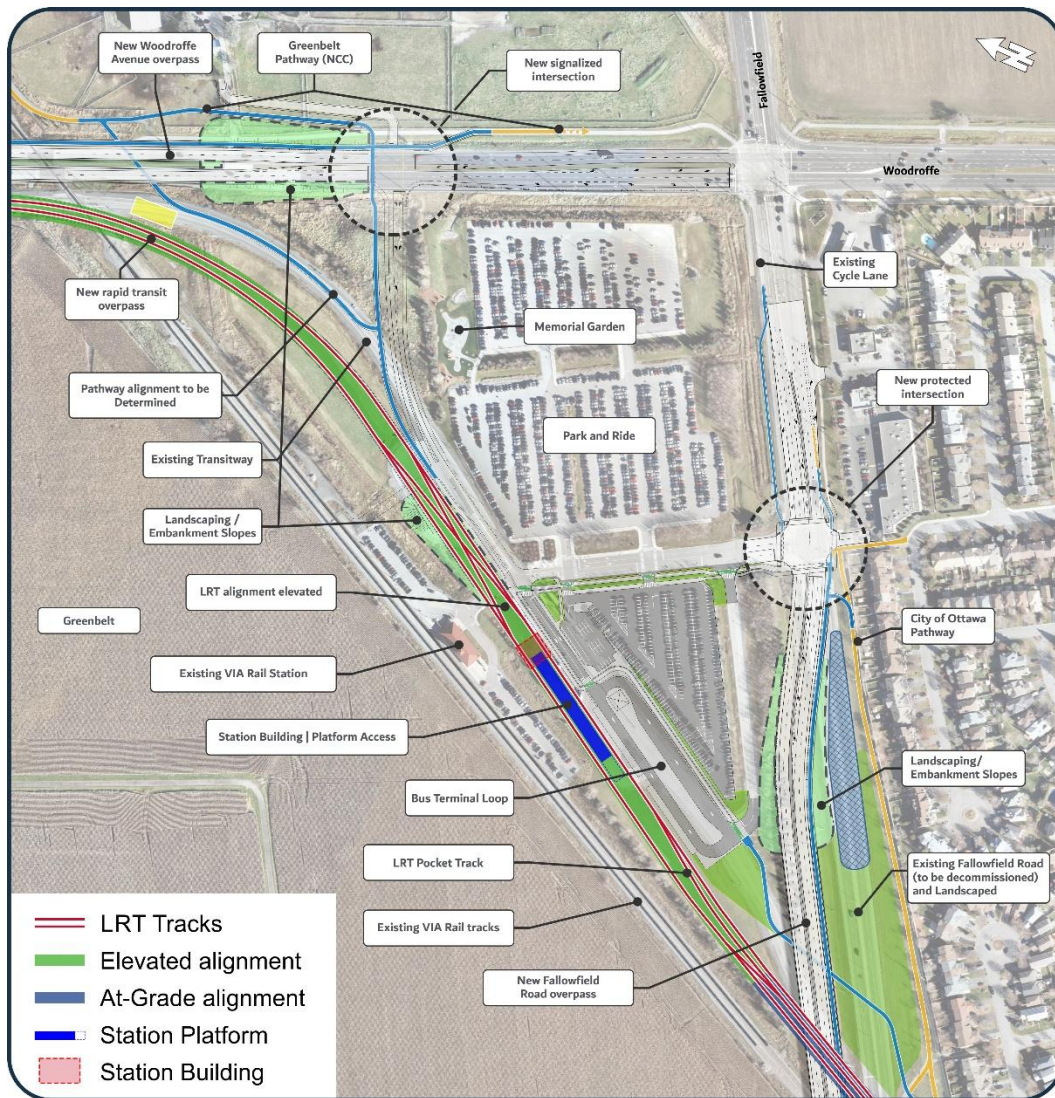 New Woodroffe
Avenue overpass
Greenbelt
Pathway (NCC)
New signalized
intersection
Fallowfield
N
Woodroffe
Existing
Cycle Lane
New rapid transit
overpass
Memorial Garden
New protected
intersection
Pathway alignment to be
Determined
Park and Ride
Existing Transitway
Landscaping /
Embankment Slopes
LRT alignment elevated
Greenbelt
City of Ottawa
Pathway
Existing VIA Rail Station
Station Building | Platform Access
Landscaping/
Embankment Slopes
Bus Terminal Loop
LRT Pocket Track
Existing Fallowfield Road
(to be decommissioned)
and Landscaped
Existing VIA Rail tracks
New Fallowfield
Road overpass
LRT Tracks
Elevated alignment
At-Grade alignment
Station Platform
Station Building